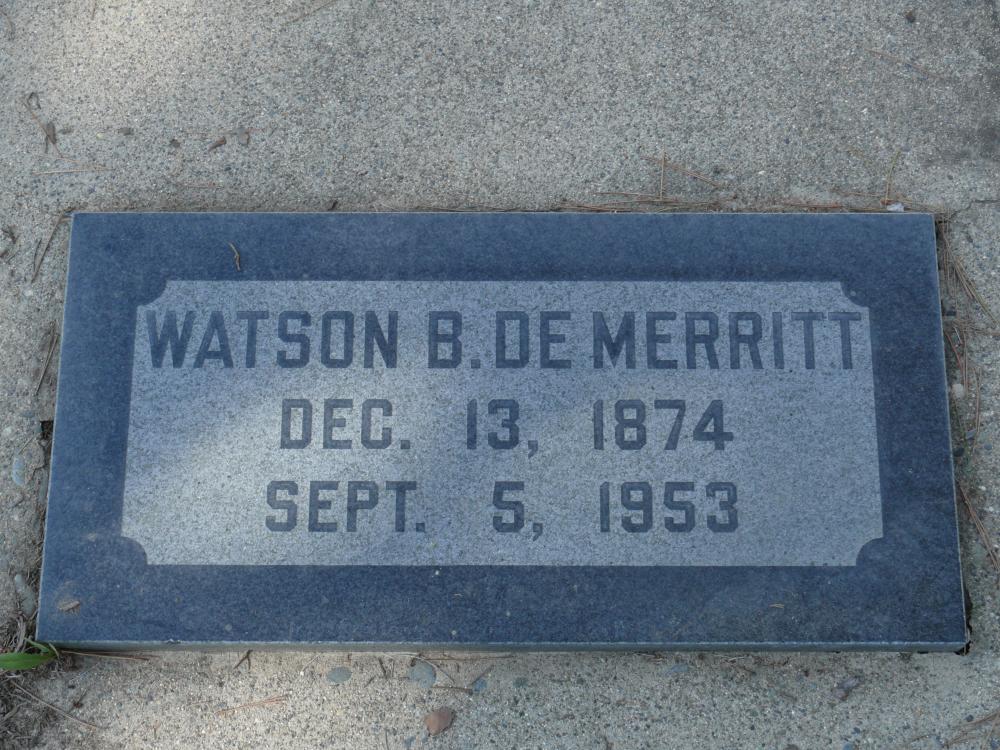 WATSON B. DE MERRITT
DEC. 13, 1874
SEPT. 5, 1953